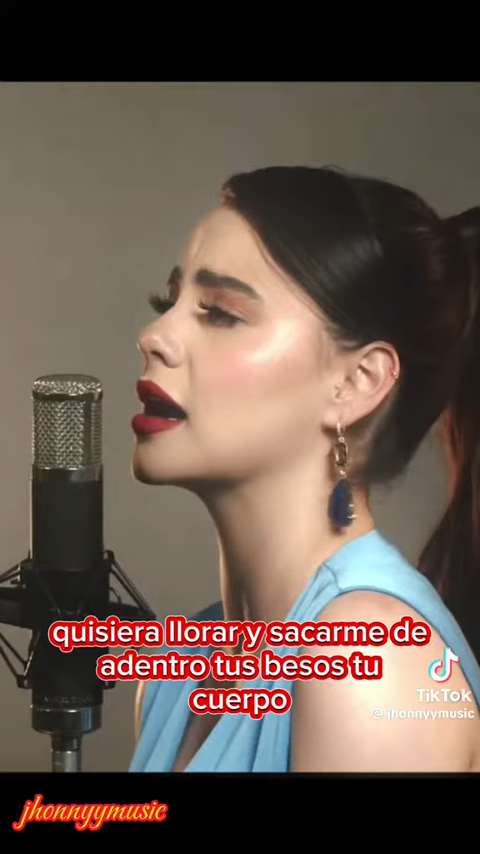 quisiera llorar y sacarme de
adentro tus besos tu
cuerpo
TikTok
@jhonnyymusic
jhonnyymusic